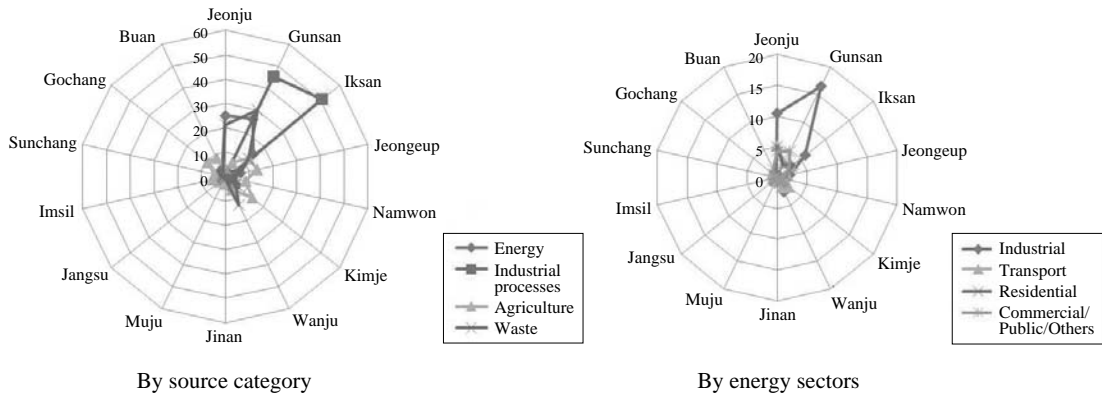 Jeonju
Gunsan
Iksan
Jeongeup
Namwon
Kimje
Wanju
Jinan
Muju
Jangsu
Imsil
Sunchang
Gochang
Buan
60
50
40
30
20
10
0
Energy
Industrial
processes
Agriculture
Waste
By source category
Jeonju
Gunsan
Iksan
Jeongeup
Namwon
Kimje
Wanju
Jinan
Muju
Jangsu
Imsil
Sunchang
Gochang
Buan
20
15
10
5
0
Industrial
Transport
Residential
Commercial/
Public/Others
By energy sectors